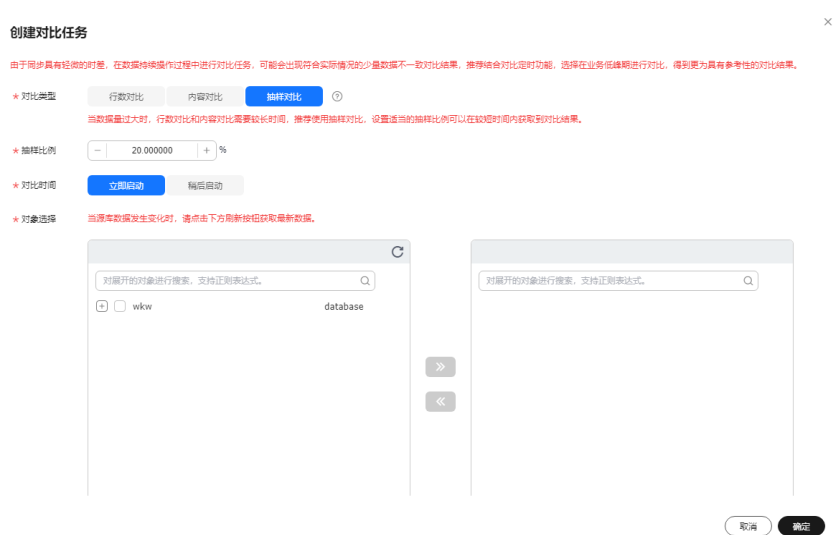 创建对比任务
由于同步具有轻微的时差，在数据持续操作过程中进行对比任务，可能会出现符合实际情况的少量数据不一致对比结果，推荐结合对比定时功能，选择在业务低峰期进行对比，得到更为具有参考性的对比结果。
* 对比类型 行数对比 内容对比 抽样对比 ?
当数据量过大时，行数对比和内容对比需要较长时间，推荐使用抽样对比，设置适当的抽样比例可以在较短时间内获取到对比结果。
* 抽样比例 − 20.000000 + %
* 对比时间 立即启动 稍后启动
* 对象选择 当源库数据发生变化时，请点击下方刷新按钮获取最新数据。
对展开的对象进行搜索，支持正则表达式。 对展开的对象进行搜索，支持正则表达式。
wkw database
取消 确定